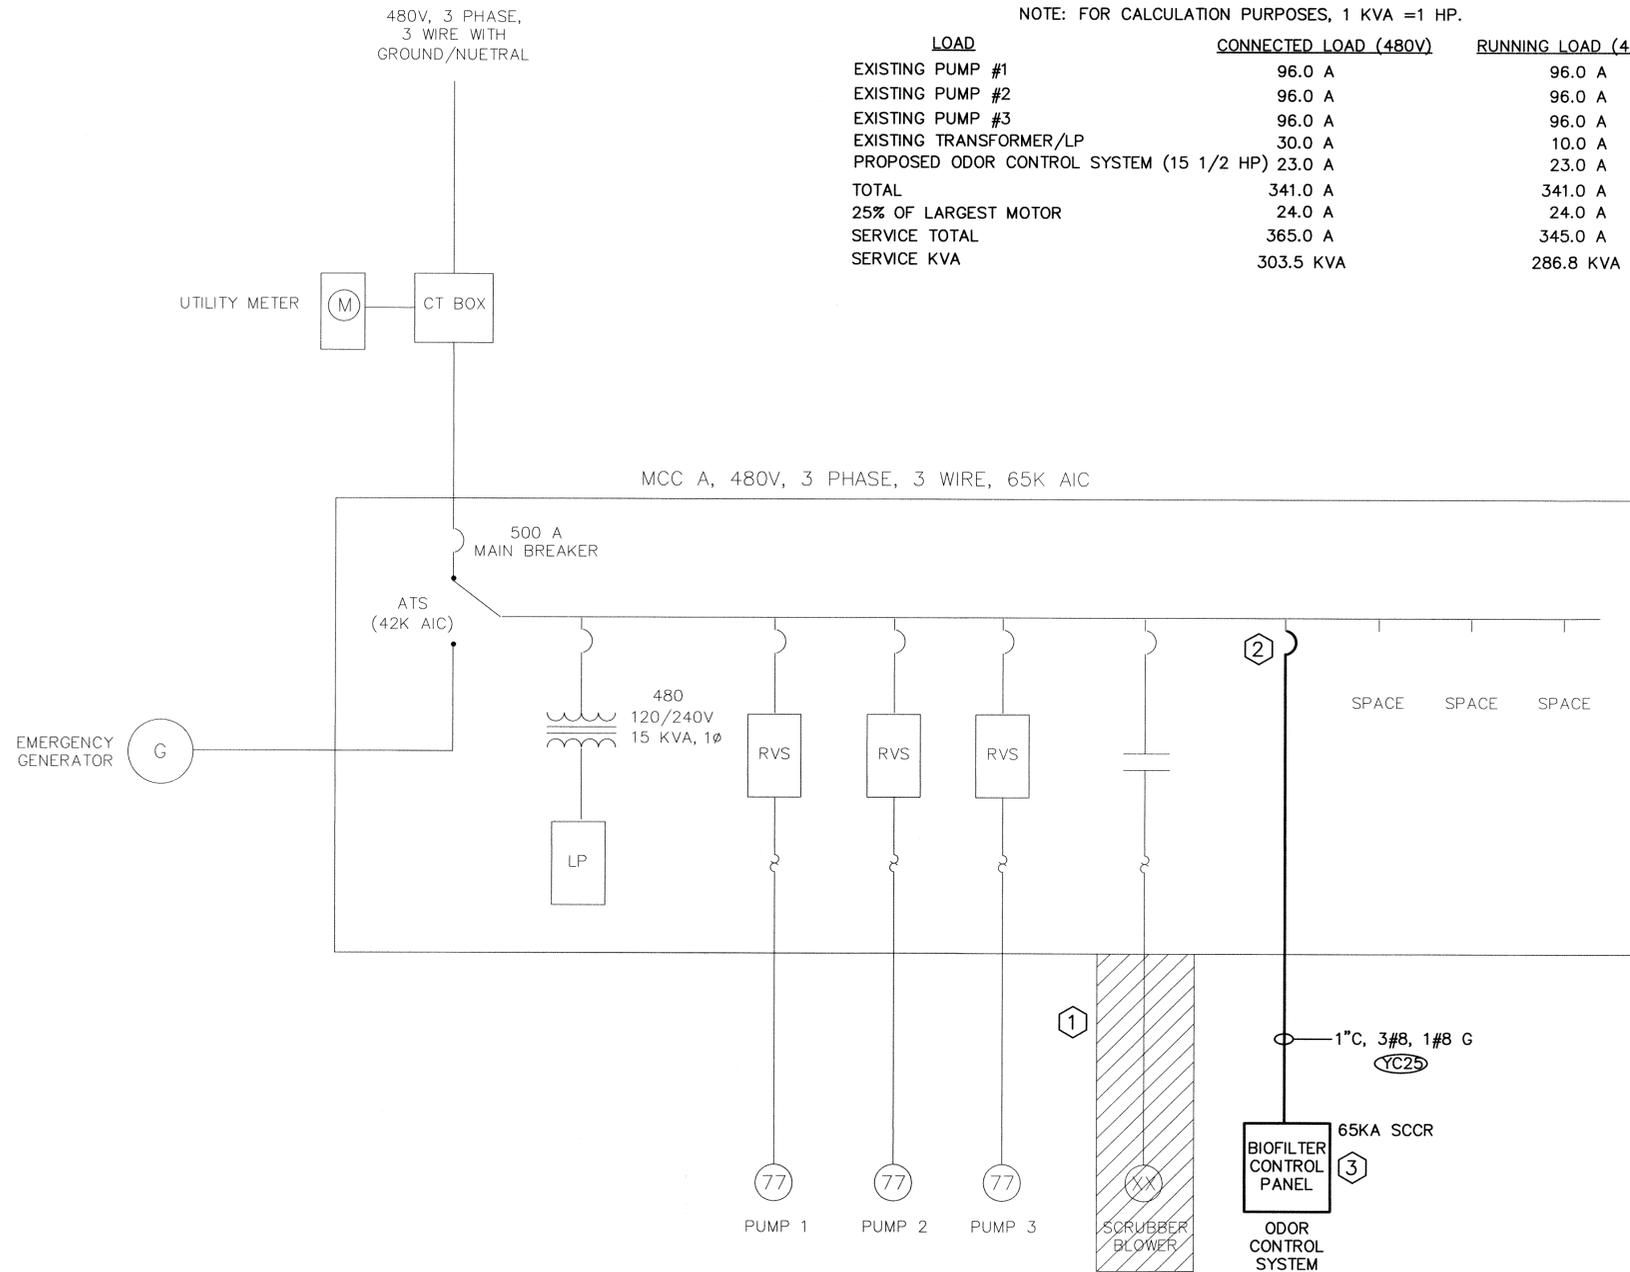 480V, 3 PHASE,
3 WIRE WITH
GROUND/NUETRAL
NOTE: FOR CALCULATION PURPOSES, 1 KVA =1 HP.
LOAD CONNECTED LOAD (480V) RUNNING LOAD (4
EXISTING PUMP #1 96.0 A 96.0 A
EXISTING PUMP #2 96.0 A 96.0 A
EXISTING PUMP #3 96.0 A 96.0 A
EXISTING TRANSFORMER/LP 30.0 A 10.0 A
PROPOSED ODOR CONTROL SYSTEM (15 1/2 HP) 23.0 A 23.0 A
TOTAL 341.0 A 341.0 A
25% OF LARGEST MOTOR 24.0 A 24.0 A
SERVICE TOTAL 365.0 A 345.0 A
SERVICE KVA 303.5 KVA 286.8 KVA
UTILITY METER M CT BOX
MCC A, 480V, 3 PHASE, 3 WIRE, 65K AIC
500 A
MAIN BREAKER
ATS
(42K AIC)
2
480
120/240V
15 KVA, 1ø
SPACE SPACE SPACE
EMERGENCY
GENERATOR
G
RVS RVS RVS
LP
1
1"C, 3#8, 1#8 G
YC25
65KA SCCR
BIOFILTER
CONTROL
PANEL
3
77 77 77 XX
PUMP 1 PUMP 2 PUMP 3
SCRUBBER
BLOWER
ODOR
CONTROL
SYSTEM